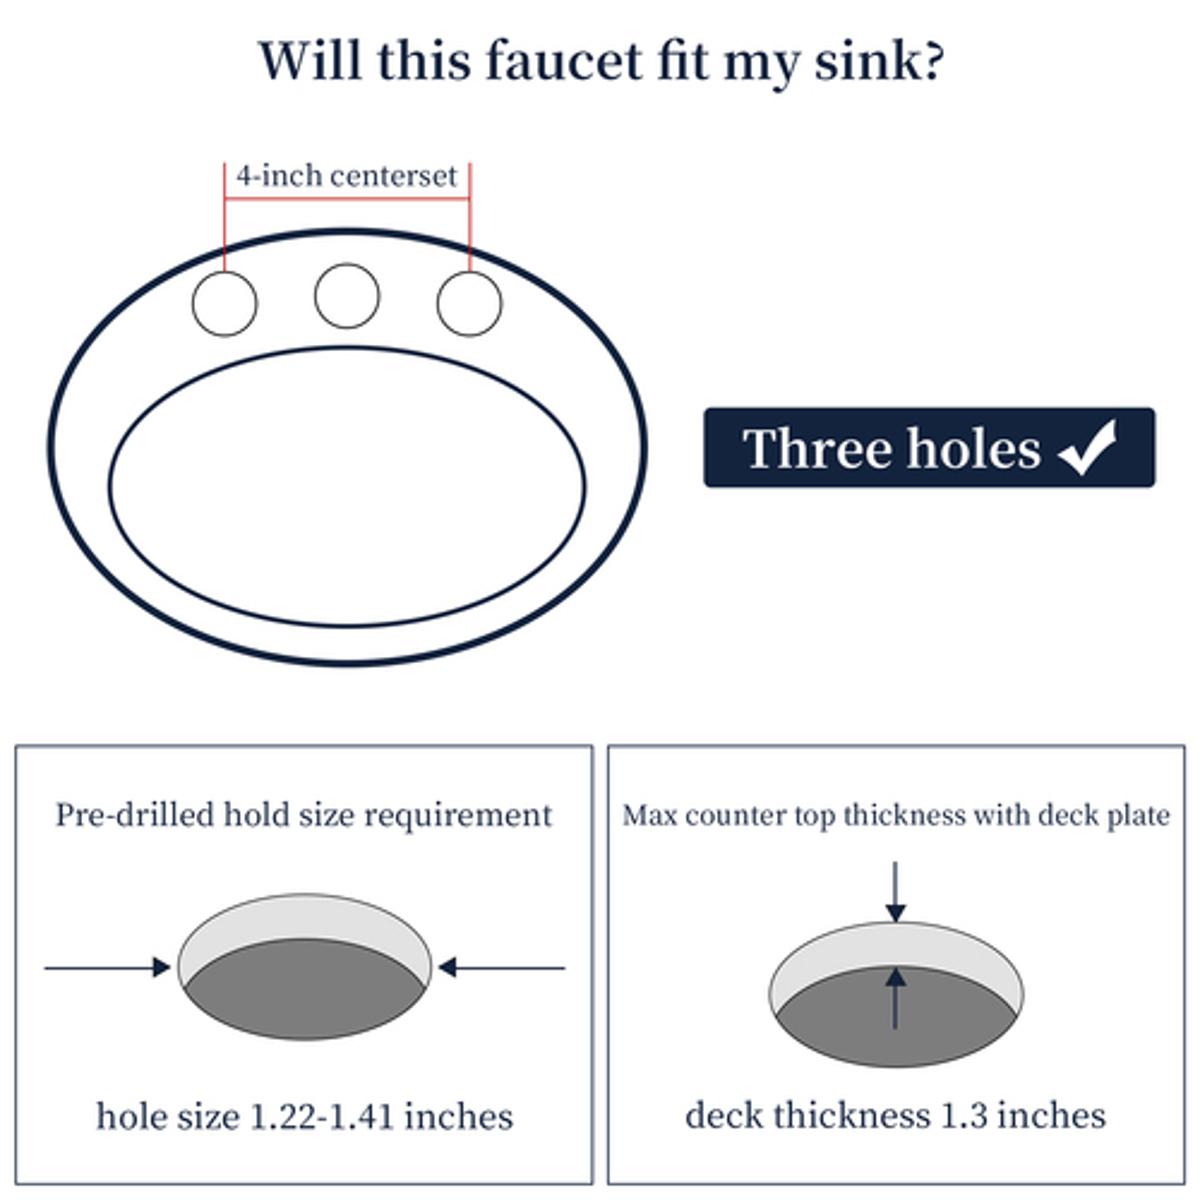 Will this faucet fit my sink?
4-inch centerset
Three holes
Pre-drilled hold size requirement
hole size 1.22-1.41 inches
Max counter top thickness with deck plate
deck thickness 1.3 inches